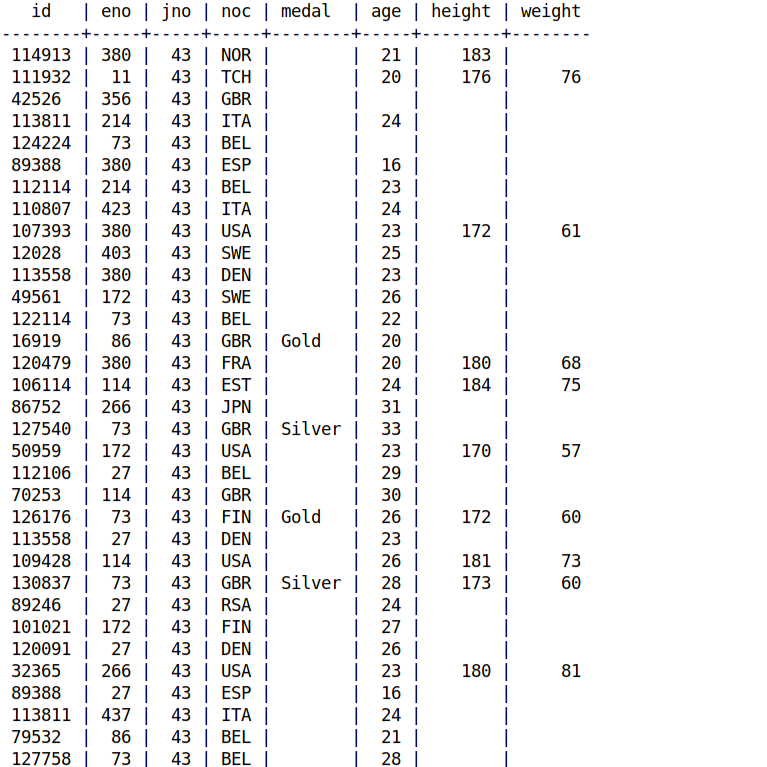 id   | eno | jno | noc | medal  | age | height | weight
--------+-----+-----+-----+--------+-----+--------+--------
 114913 | 380 |  43 | NOR |        |  21 |    183 |
 111932 |  11 |  43 | TCH |        |  20 |    176 |     76
 42526  | 356 |  43 | GBR |        |     |        |
 113811 | 214 |  43 | ITA |        |  24 |        |
 124224 |  73 |  43 | BEL |        |     |        |
 89388  | 380 |  43 | ESP |        |  16 |        |
 112114 | 214 |  43 | BEL |        |  23 |        |
 110807 | 423 |  43 | ITA |        |  24 |        |
 107393 | 380 |  43 | USA |        |  23 |    172 |     61
 12028  | 403 |  43 | SWE |        |  25 |        |
 113558 | 380 |  43 | DEN |        |  23 |        |
 49561  | 172 |  43 | SWE |        |  26 |        |
 122114 |  73 |  43 | BEL |        |  22 |        |
 16919  |  86 |  43 | GBR | Gold   |  20 |        |
 120479 | 380 |  43 | FRA |        |  20 |    180 |     68
 106114 | 114 |  43 | EST |        |  24 |    184 |     75
 86752  | 266 |  43 | JPN |        |  31 |        |
 127540 |  73 |  43 | GBR | Silver |  33 |        |
 50959  | 172 |  43 | USA |        |  23 |    170 |     57
 112106 |  27 |  43 | BEL |        |  29 |        |
 70253  | 114 |  43 | GBR |        |  30 |        |
 126176 |  73 |  43 | FIN | Gold   |  26 |    172 |     60
 113558 |  27 |  43 | DEN |        |  23 |        |
 109428 | 114 |  43 | USA |        |  26 |    181 |     73
 130837 |  73 |  43 | GBR | Silver |  28 |    173 |     60
 89246  |  27 |  43 | RSA |        |  24 |        |
 101021 | 172 |  43 | FIN |        |  27 |        |
 120091 |  27 |  43 | DEN |        |  26 |        |
 32365  | 266 |  43 | USA |        |  23 |    180 |     81
 89388  |  27 |  43 | ESP |        |  16 |        |
 113811 | 437 |  43 | ITA |        |  24 |        |
 79532  |  86 |  43 | BEL |        |  21 |        |
 127758 |  73 |  43 | BEL |        |  28 |        |